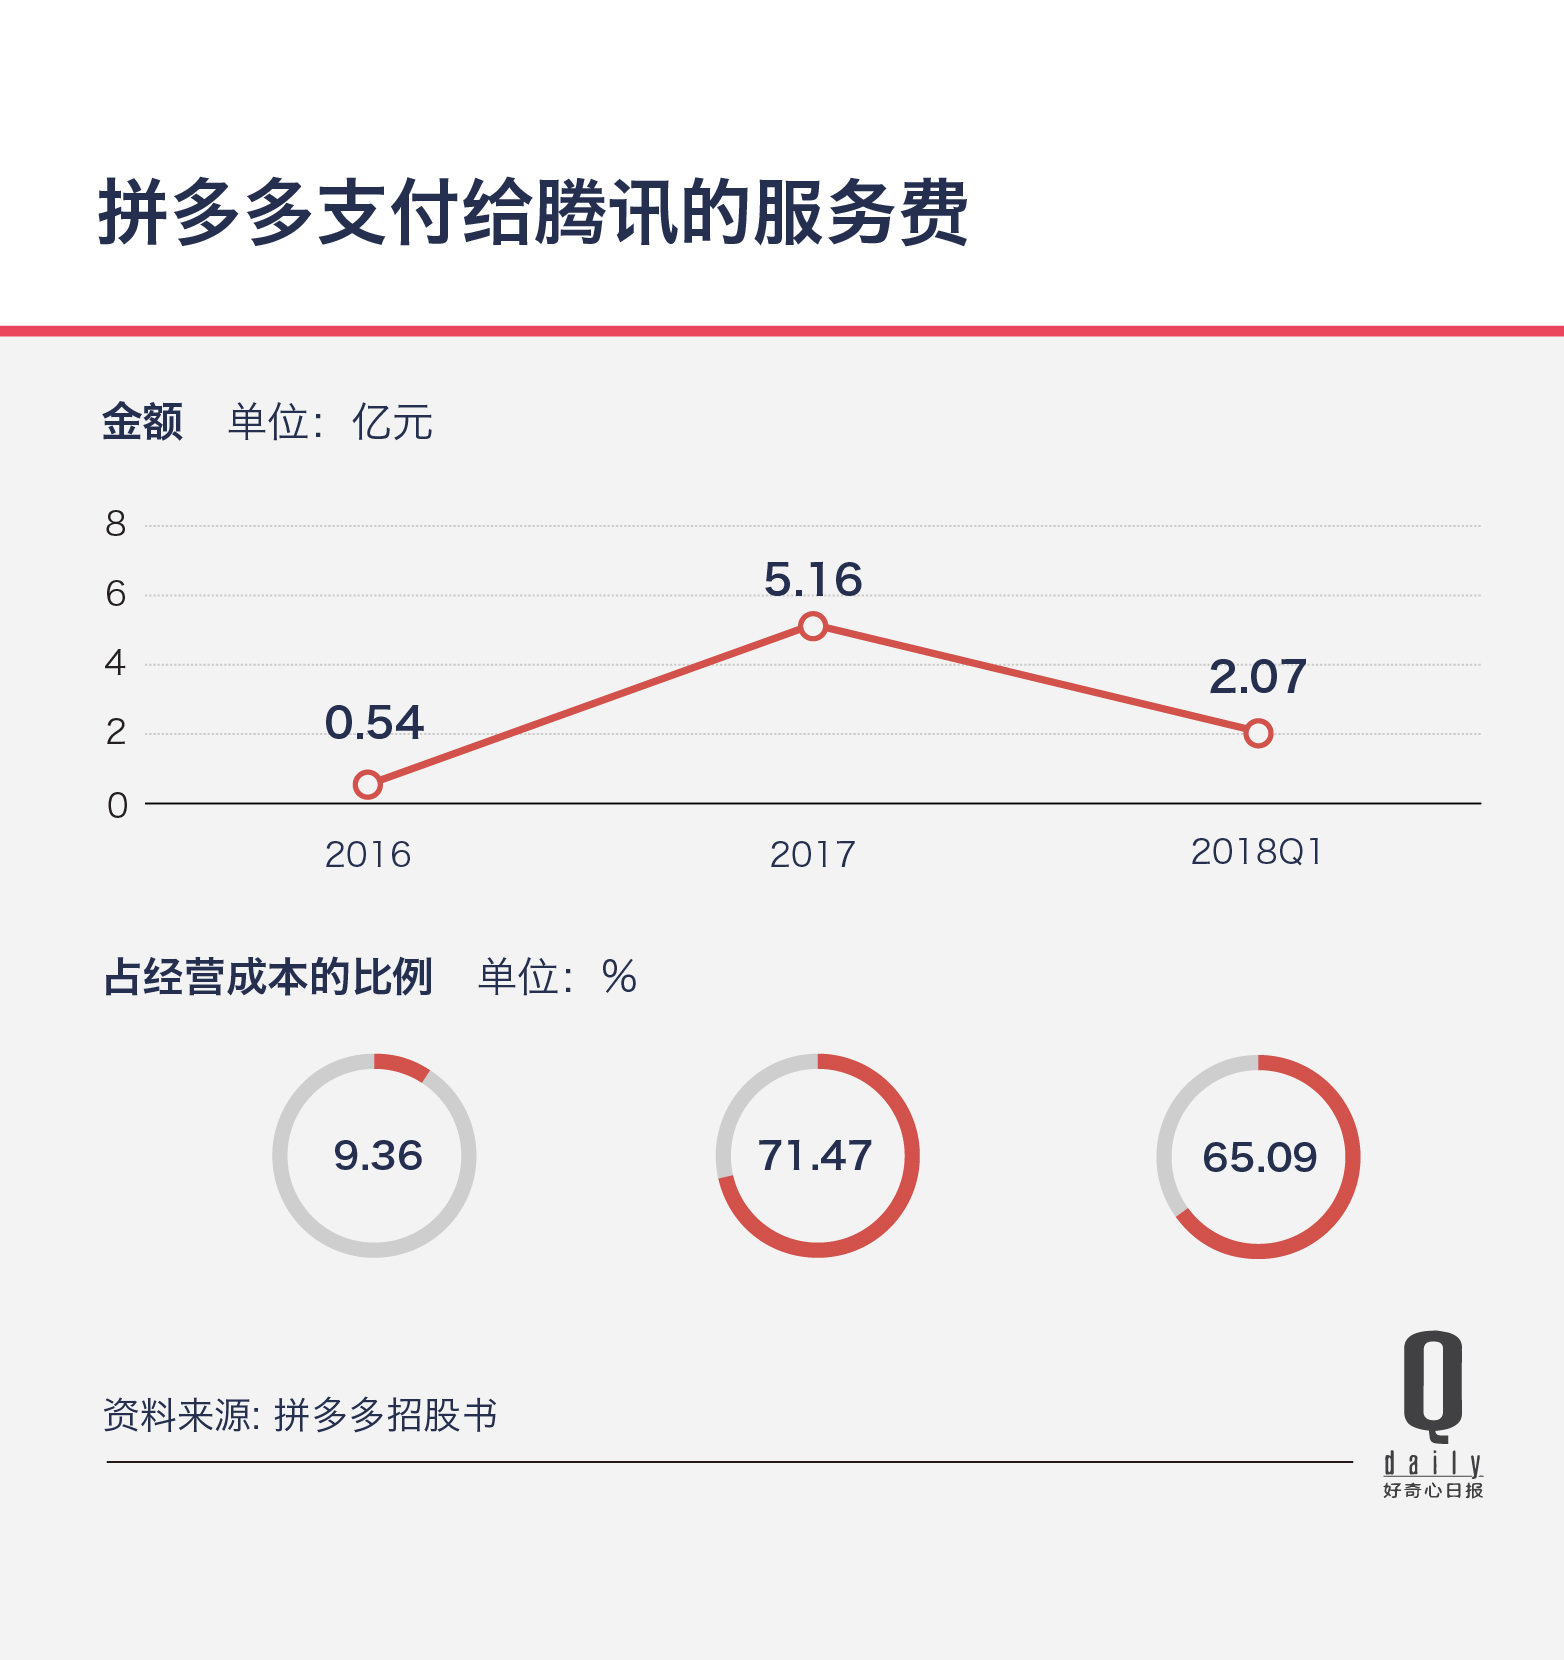 拼多多支付给腾讯的服务费
金额 单位：亿元
8
6
4
2
0
0.54
5.16
2.07
2016 2017 2018Q1
占经营成本的比例 单位：%
9.36 71.47 65.09
资料来源: 拼多多招股书
Q
daily
好奇心日报